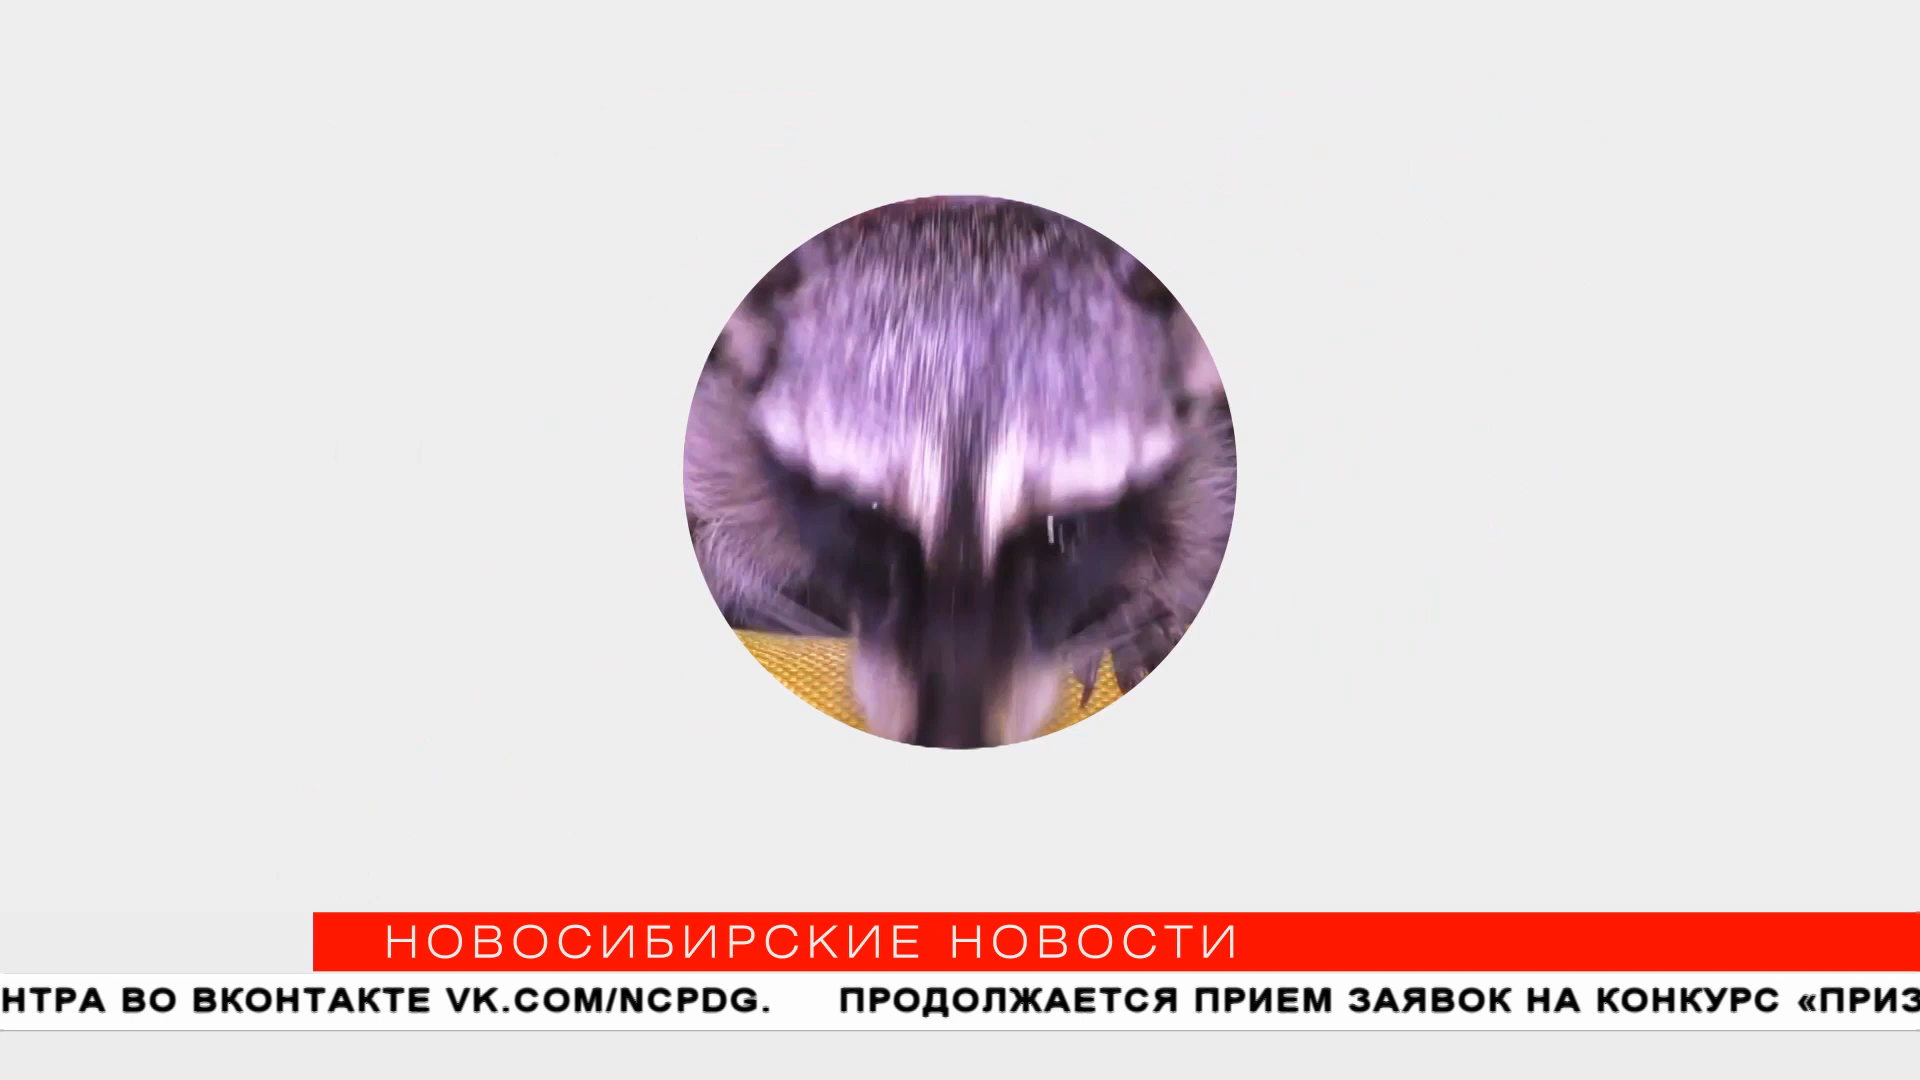 НОВОСИБИРСКИЕ НОВОСТИ
НТРА ВО ВКОНТАКТЕ VK.COM/NCPDG. ПРОДОЛЖАЕТСЯ ПРИЕМ ЗАЯВОК НА КОНКУРС «ПРИЗ